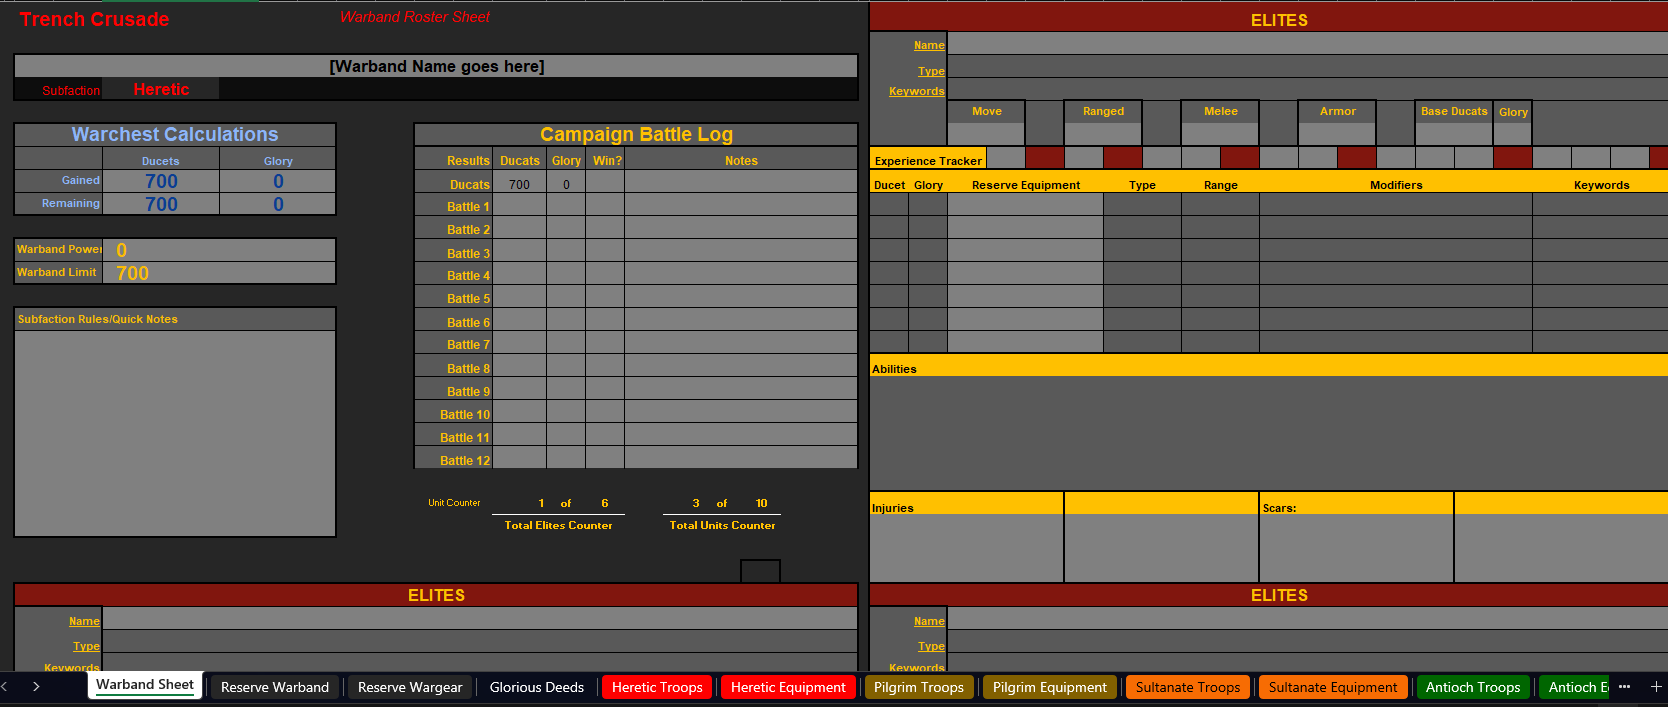 Trench Crusade
Warband Roster Sheet
[Warband Name goes here]
Subfaction Heretic
Warchest Calculations
Ducets Glory
Gained 700 0
Remaining 700 0
Warband Power 0
Warband Limit 700
Subfaction Rules/Quick Notes
Campaign Battle Log
Results Ducats Glory Win? Notes
Ducats 700 0
Battle 1
Battle 2
Battle 3
Battle 4
Battle 5
Battle 6
Battle 7
Battle 8
Battle 9
Battle 10
Battle 11
Battle 12
Unit Counter 1 of 6 3 of 10
Total Elites Counter Total Units Counter
ELITES
Name
Type
Keywords
ELITES
Name
Type
Keywords
Move Ranged Melee Armor Base Ducats Glory
Experience Tracker
Ducet Glory Reserve Equipment Type Range Modifiers Keywords
Abilities
Injuries Scars:
ELITES
Name
Type
Keywords
Warband Sheet Reserve Warband Reserve Wargear Glorious Deeds Heretic Troops Heretic Equipment Pilgrim Troops Pilgrim Equipment Sultanate Troops Sultanate Equipment Antioch Troops Antioch E